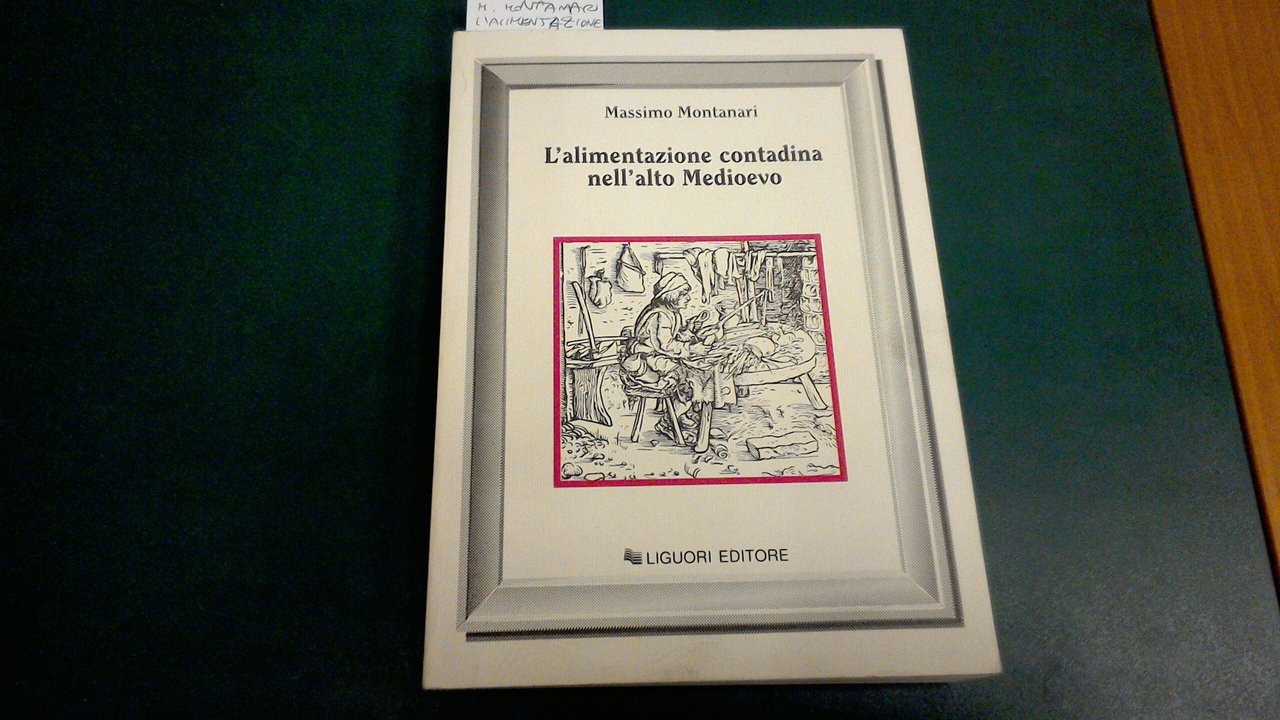 M. MONTANARI
L'ALIMENTAZIONE
Massimo Montanari
L'alimentazione contadina
nell'alto Medioevo
LIGUORI EDITORE